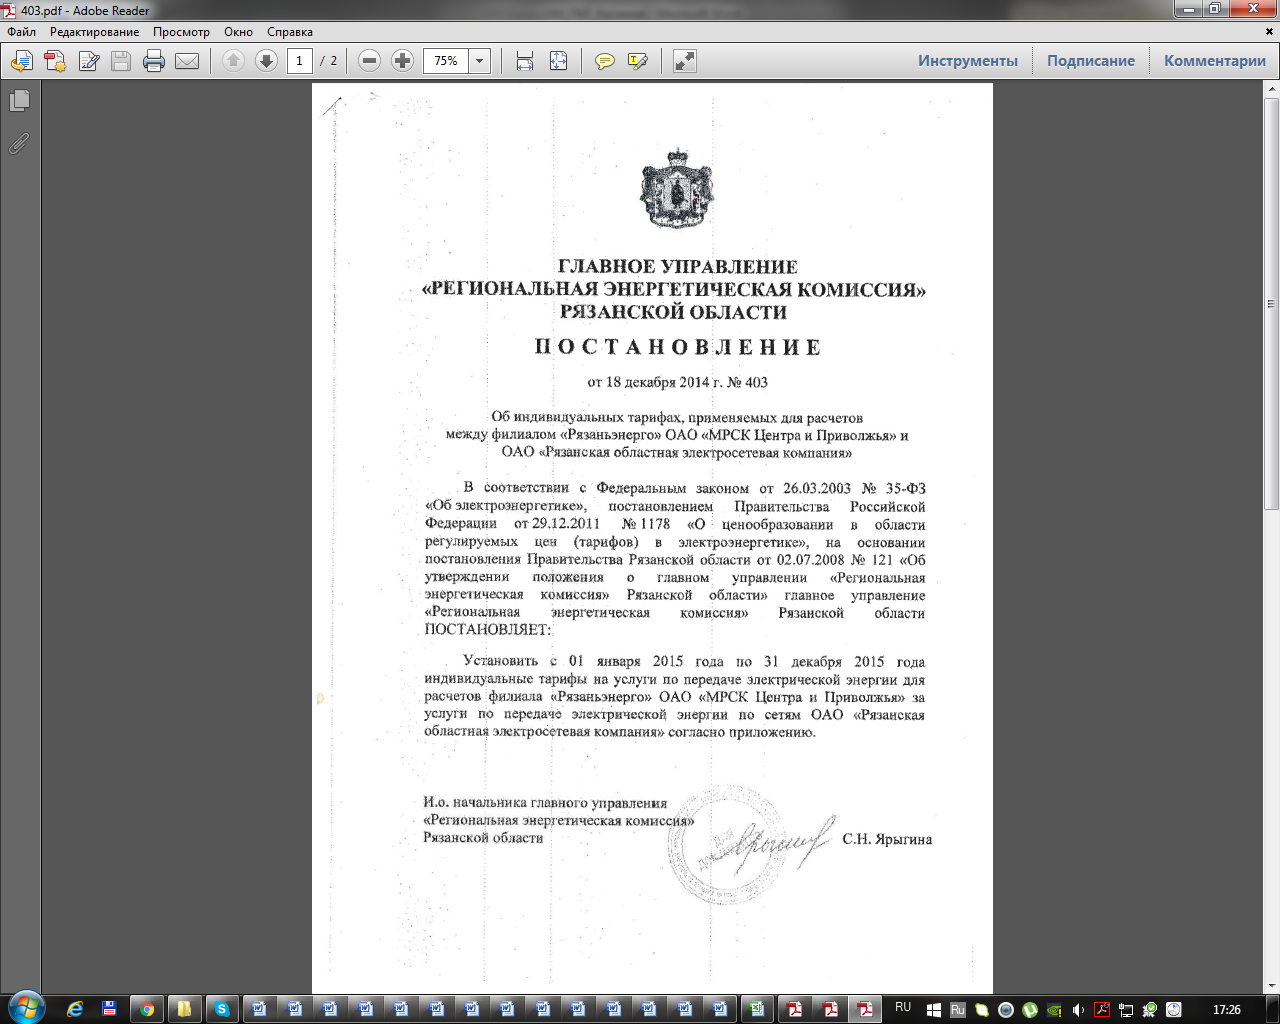 403.pdf - Adobe Reader
Файл Редактирование Просмотр Окно Справка
1 / 2 75% Инструменты Подписание Комментарии
ГЛАВНОЕ УПРАВЛЕНИЕ
«РЕГИОНАЛЬНАЯ ЭНЕРГЕТИЧЕСКАЯ КОМИССИЯ»
РЯЗАНСКОЙ ОБЛАСТИ
ПОСТАНОВЛЕНИЕ
от 18 декабря 2014 г. № 403
Об индивидуальных тарифах, применяемых для расчетов
между филиалом «Рязаньэнерго» ОАО «МРСК Центра и Приволжья» и
ОАО «Рязанская областная электросетевая компания»
В соответствии с Федеральным законом от 26.03.2003 № 35-ФЗ
«Об электроэнергетике», постановлением Правительства Российской
Федерации от 29.12.2011 № 1178 «О ценообразовании в области
регулируемых цен (тарифов) в электроэнергетике», на основании
постановления Правительства Рязанской области от 02.07.2008 № 121 «Об
утверждении положения о главном управлении «Региональная
энергетическая комиссия» Рязанской области» главное управление
«Региональная энергетическая комиссия» Рязанской области
ПОСТАНОВЛЯЕТ:
Установить с 01 января 2015 года по 31 декабря 2015 года
индивидуальные тарифы на услуги по передаче электрической энергии для
расчетов филиала «Рязаньэнерго» ОАО «МРСК Центра и Приволжья» за
услуги по передаче электрической энергии по сетям ОАО «Рязанская
областная электросетевая компания» согласно приложению.
И.о. начальника главного управления
«Региональная энергетическая комиссия»
Рязанской области
С.Н. Ярыгина
RU Ru 17:26